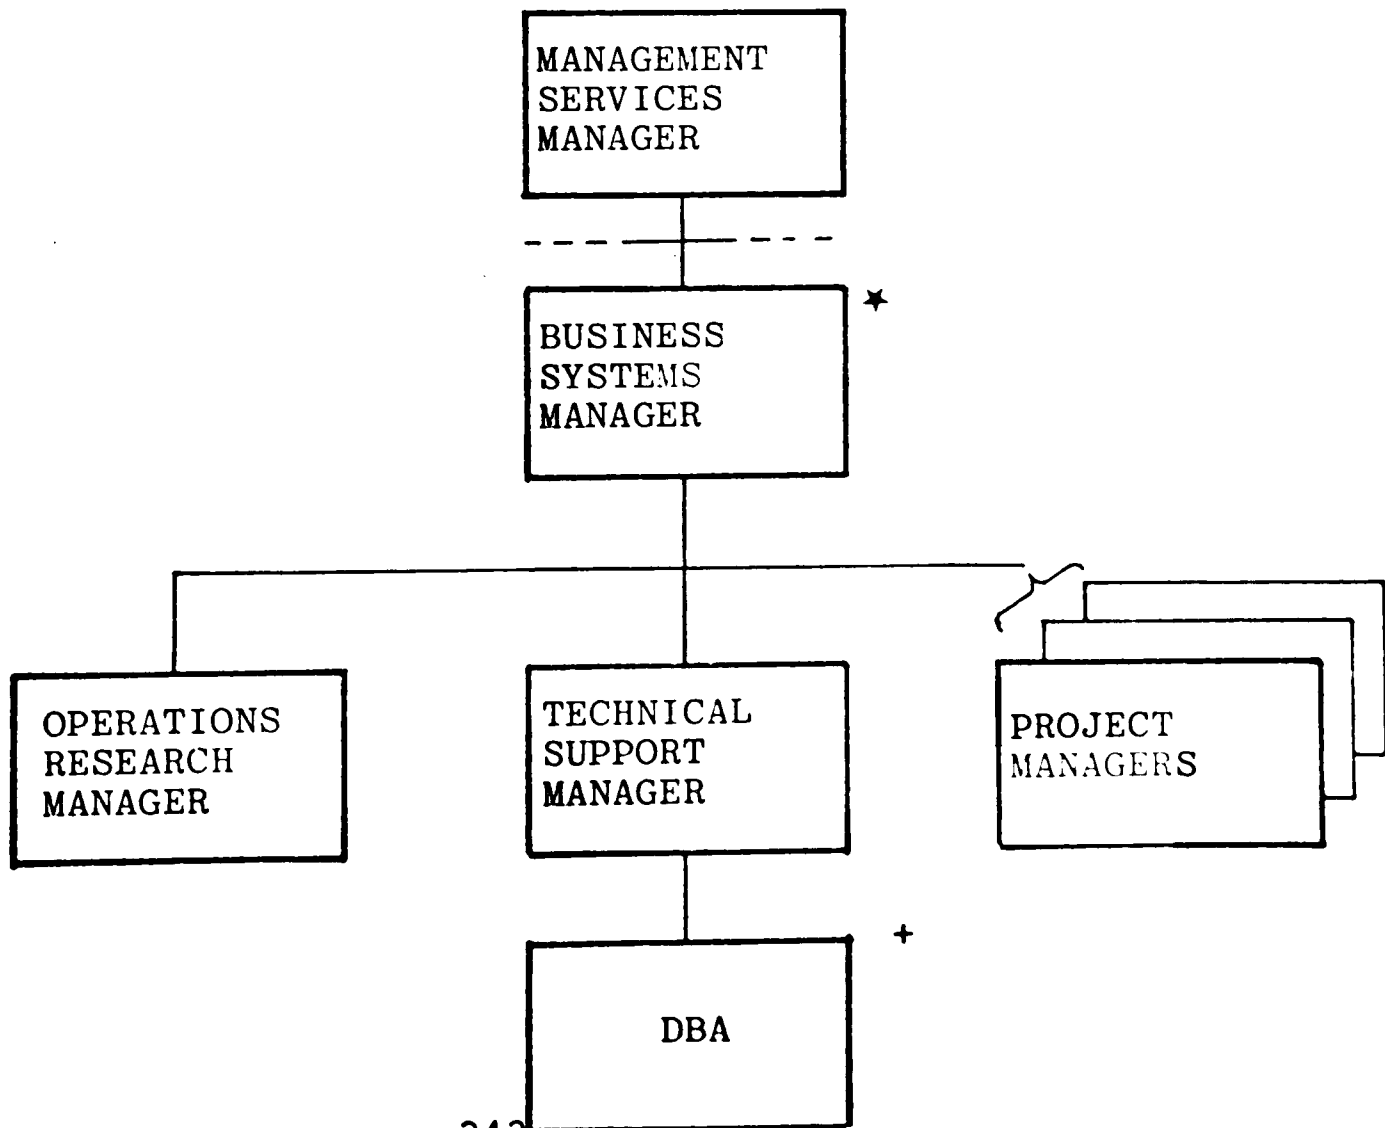 MANAGEMENT
SERVICES
MANAGER
★
BUSINESS
SYSTEMS
MANAGER
OPERATIONS
RESEARCH
MANAGER
TECHNICAL
SUPPORT
MANAGER
PROJECT
MANAGERS
+
DBA